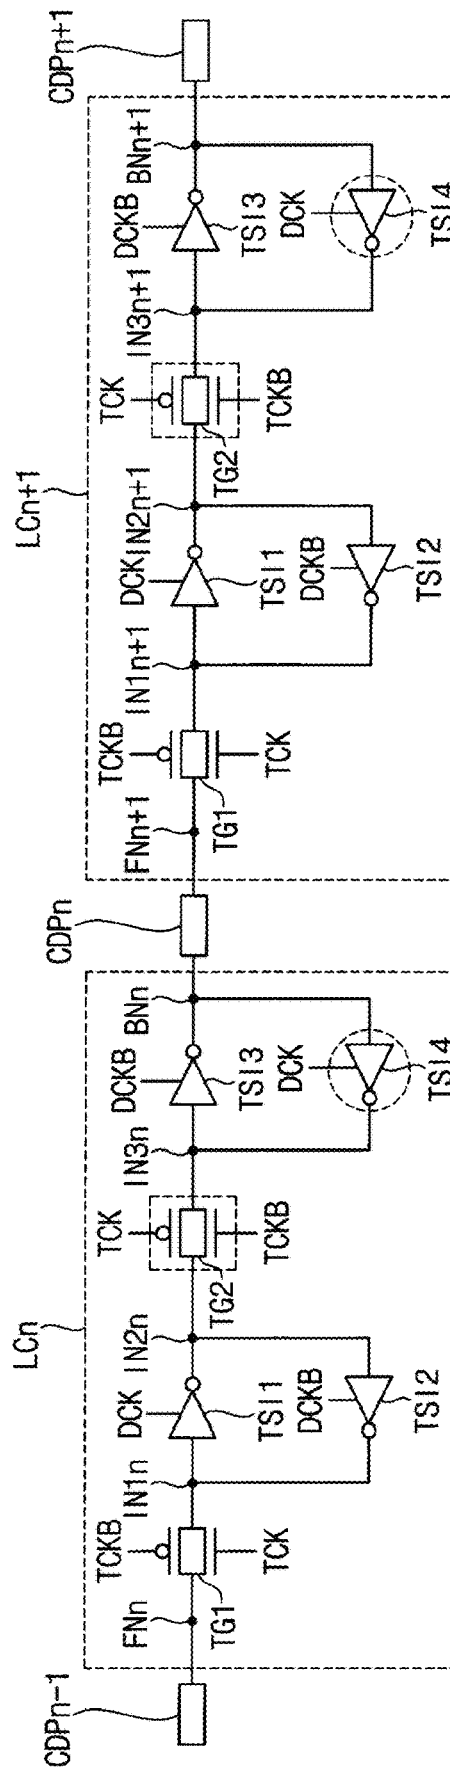 LCn
LCn+1
CDPn-1
FNn
TCKB
TG1
TCK
IN1n
DCK
TSI1
DCKB
TSI2
IN2n
TCK
TG2
TCKB
IN3n
DCKB
TSI3
DCK
TSI4
BNn
CDPn
FNn+1
TCKB
TG1
TCK
IN1n+1
DCK
TSI1
DCKB
TSI2
IN2n+1
TCK
TG2
TCKB
IN3n+1
DCKB
TSI3
DCK
TSI4
BNn+1
CDPn+1